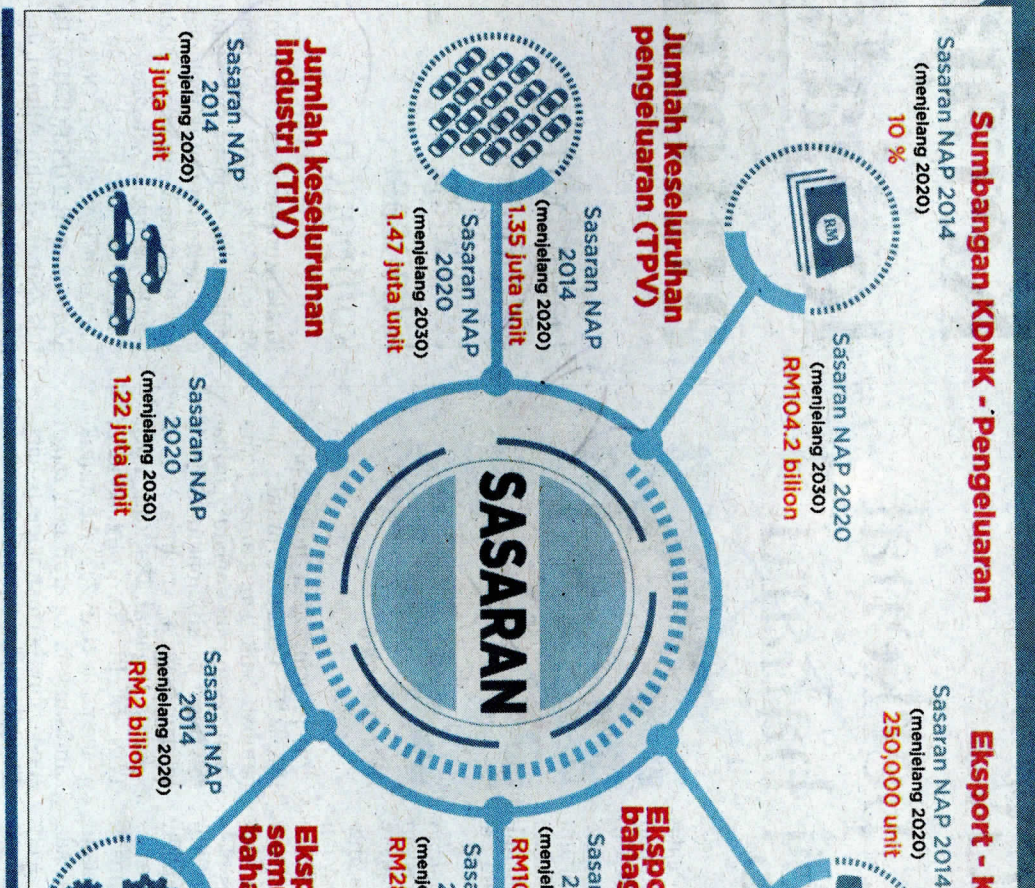 Sumbangan KDNK - Pengeluaran
Sasaran NAP 2014
(menjelang 2020)
10 %
RM
Sasaran NAP 2020
(menjelang 2030)
RM104.2 bilion
Jumlah keseluruhan
pengeluaran (TPV)
Sasaran NAP
2014
(menjelang 2020)
1.35 juta unit
Sasaran NAP
2020
(menjelang 2030)
1.47 juta unit
Jumlah keseluruhan
industri (TIV)
Sasaran NAP
2014
(menjelang 2020)
1 juta unit
Sasaran NAP
2020
(menjelang 2030)
1.22 juta unit
SASARAN
Eksport -
Sasaran NAP 2014
(menjelang 2020)
250,000 unit
Sasaran NAP
2014
(menjelang 2020)
RM2 bilion